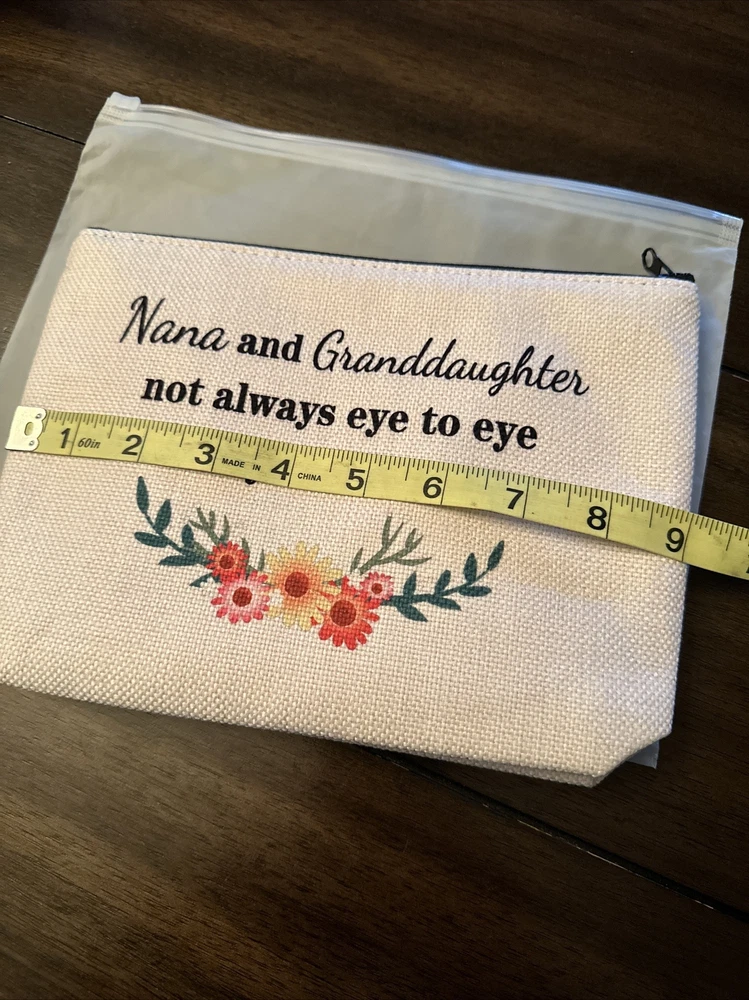 Nana and Granddaughter
not always eye to eye
1 60in 2 3 MADE IN 4 CHINA 5 6 7 8 9